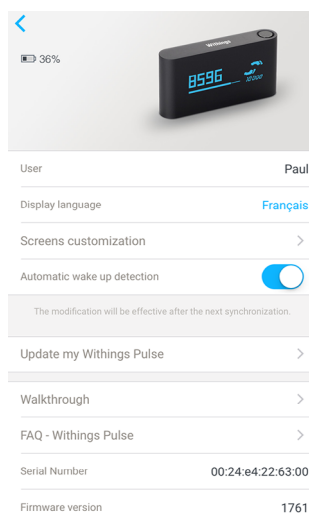 36%
Withings
8596
10000
User Paul
Display language Français
Screens customization
Automatic wake up detection
The modification will be effective after the next synchronization.
Update my Withings Pulse
Walkthrough
FAQ - Withings Pulse
Serial Number 00:24:e4:22:63:00
Firmware version 1761